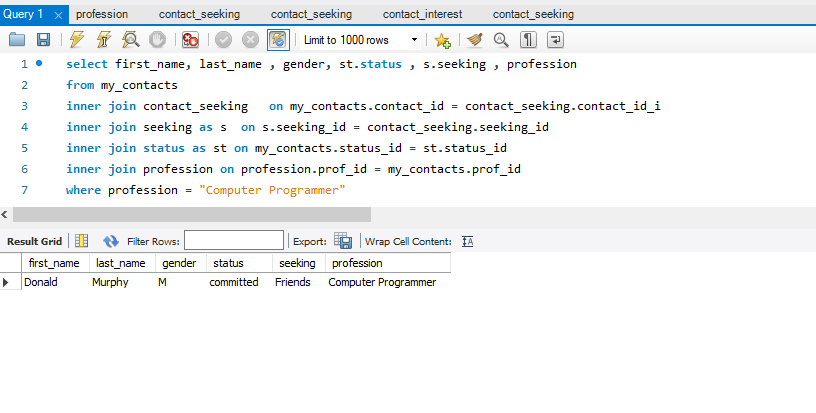 Query 1 × profession contact_seeking contact_seeking contact_interest contact_seeking
Limit to 1000 rows
1 select first_name, last_name , gender, st.status , s.seeking , profession
2 from my_contacts
3 inner join contact_seeking on my_contacts.contact_id = contact_seeking.contact_id_i
4 inner join seeking as s on s.seeking_id = contact_seeking.seeking_id
5 inner join status as st on my_contacts.status_id = st.status_id
6 inner join profession on profession.prof_id = my_contacts.prof_id
7 where profession = "Computer Programmer"
Result Grid Filter Rows: Export: Wrap Cell Content:
first_name last_name gender status seeking profession
Donald Murphy M committed Friends Computer Programmer